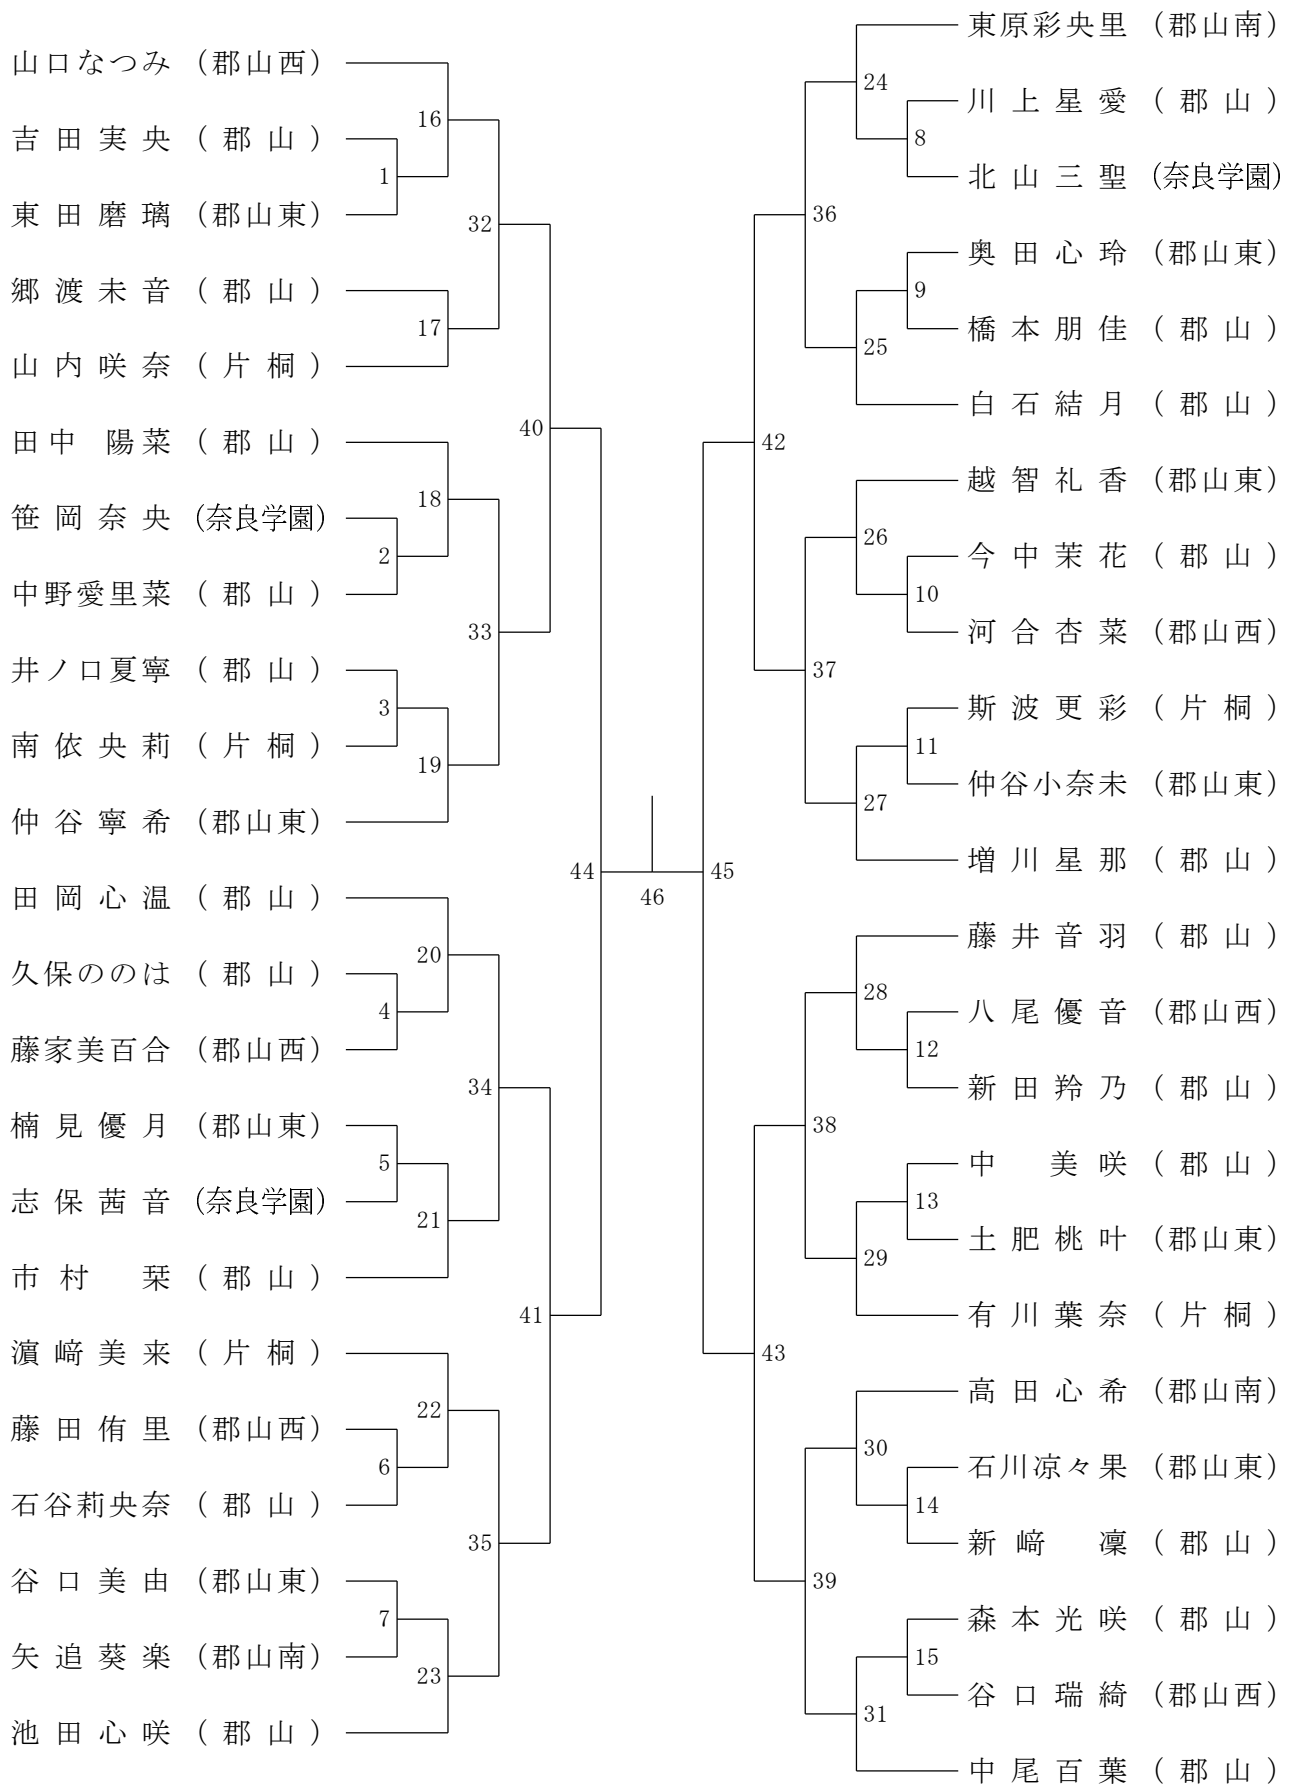 山口なつみ (郡山西)
吉田実央 (郡山)
東田磨璃 (郡山東)
郷渡未音 (郡山)
山内咲奈 (片桐)
田中 陽菜 (郡山)
笹岡奈央 (奈良学園)
中野愛里菜 (郡山)
井ノ口夏寧 (郡山)
南依央莉 (片桐)
仲谷寧希 (郡山東)
田岡心温 (郡山)
久保ののは (郡山)
藤家美百合 (郡山西)
楠見優月 (郡山東)
志保茜音 (奈良学園)
市村 栞 (郡山)
濵﨑美来 (片桐)
藤田侑里 (郡山西)
石谷莉央奈 (郡山)
谷口美由 (郡山東)
矢追葵楽 (郡山南)
池田心咲 (郡山)
1
2
3
4
5
6
7
16
17
18
19
20
21
22
23
32
33
34
35
40
41
44
46
45
42
43
36
37
38
39
24
25
26
27
28
29
30
31
8
9
10
11
12
13
14
15
東原彩央里 (郡山南)
川上星愛 (郡山)
北山三聖 (奈良学園)
奥田心玲 (郡山東)
橋本朋佳 (郡山)
白石結月 (郡山)
越智礼香 (郡山東)
今中茉花 (郡山)
河合杏菜 (郡山西)
斯波更彩 (片桐)
仲谷小奈未 (郡山東)
増川星那 (郡山)
藤井音羽 (郡山)
八尾優音 (郡山西)
新田羚乃 (郡山)
中 美咲 (郡山)
土肥桃叶 (郡山東)
有川葉奈 (片桐)
高田心希 (郡山南)
石川凉々果 (郡山東)
新﨑 凜 (郡山)
森本光咲 (郡山)
谷口瑞綺 (郡山西)
中尾百葉 (郡山)